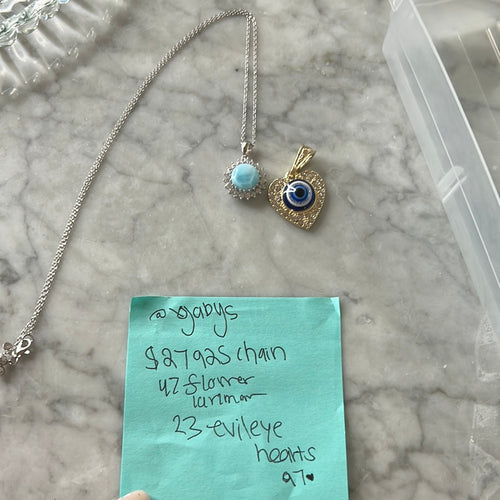 @xgabys
$27 925 chain
47 flower
larimar
23 evileye
hearts
97♥